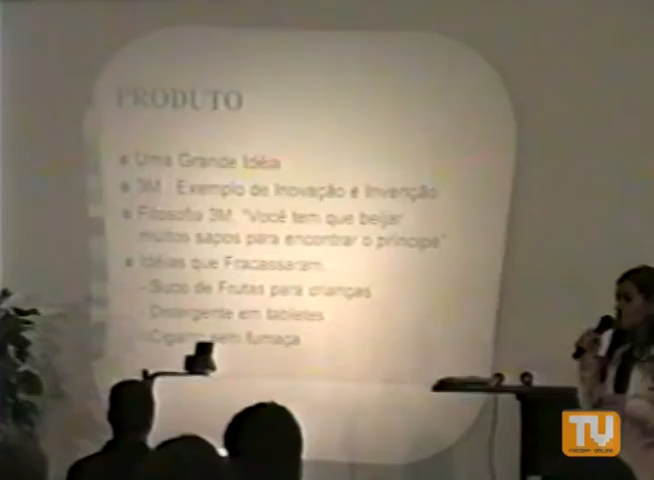 PRODUTO
Uma Grande Idéia
3M : Exemplo de Inovação e Invenção
Filosofia 3M: "Você tem que beijar
muitos sapos para encontrar o príncipe"
Idéias que Fracassaram
- Suco de Frutas para crianças
- Detergente em tabletes
- Cigarro sem fumaça
TV